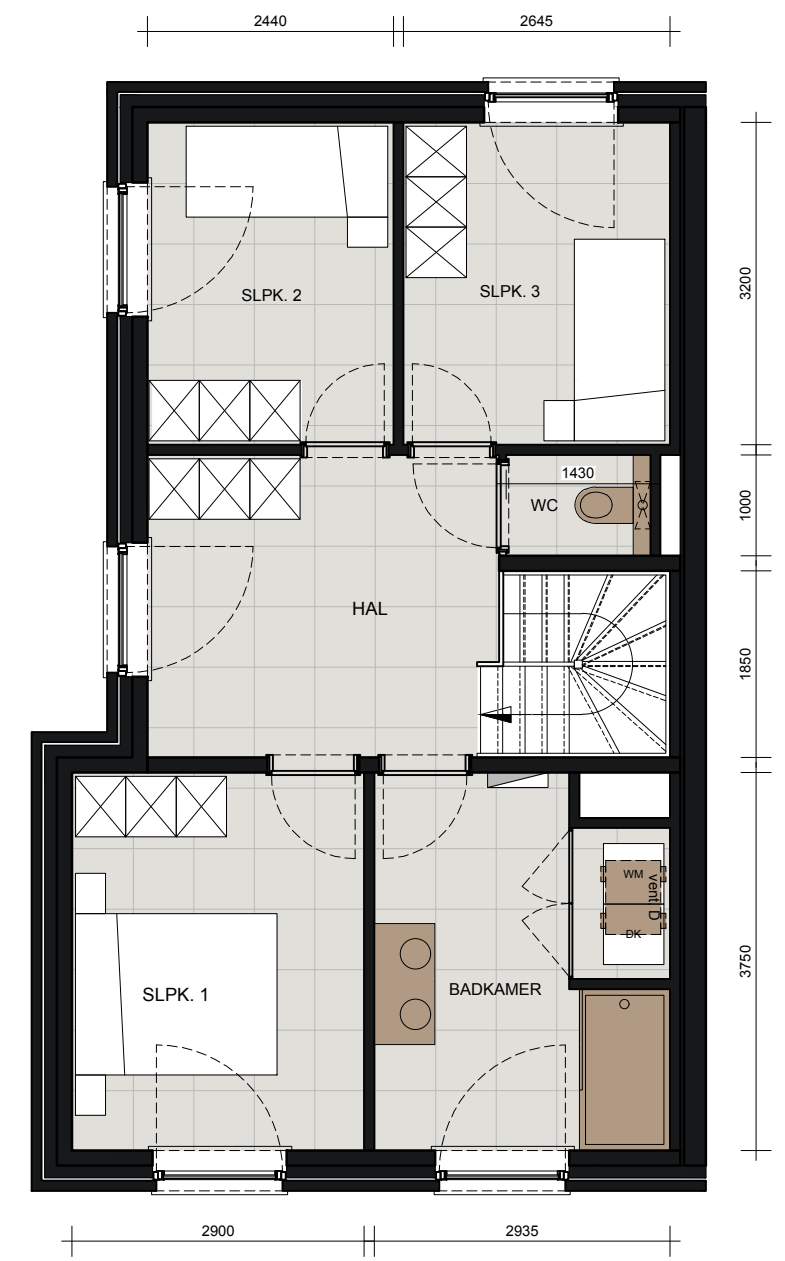 2440
2645
SLPK. 2
SLPK. 3
3200
1430
WC
1000
HAL
1850
WM
vent D
DK
SLPK. 1
BADKAMER
3750
2900
2935